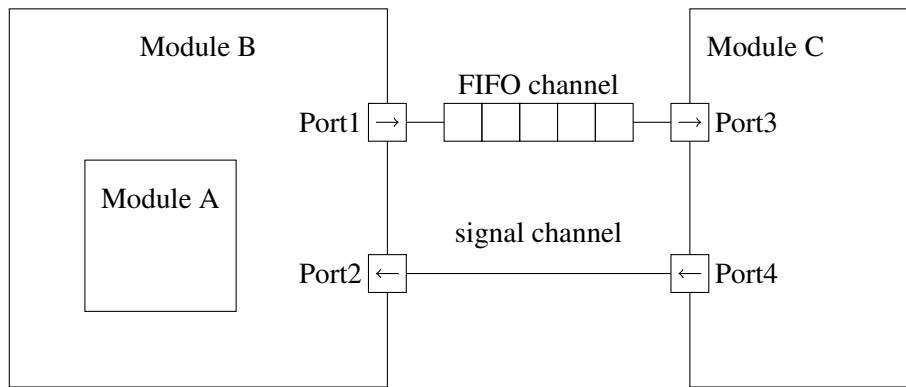 Module B
Module C
FIFO channel
Port1
Port3
Module A
signal channel
Port2
Port4